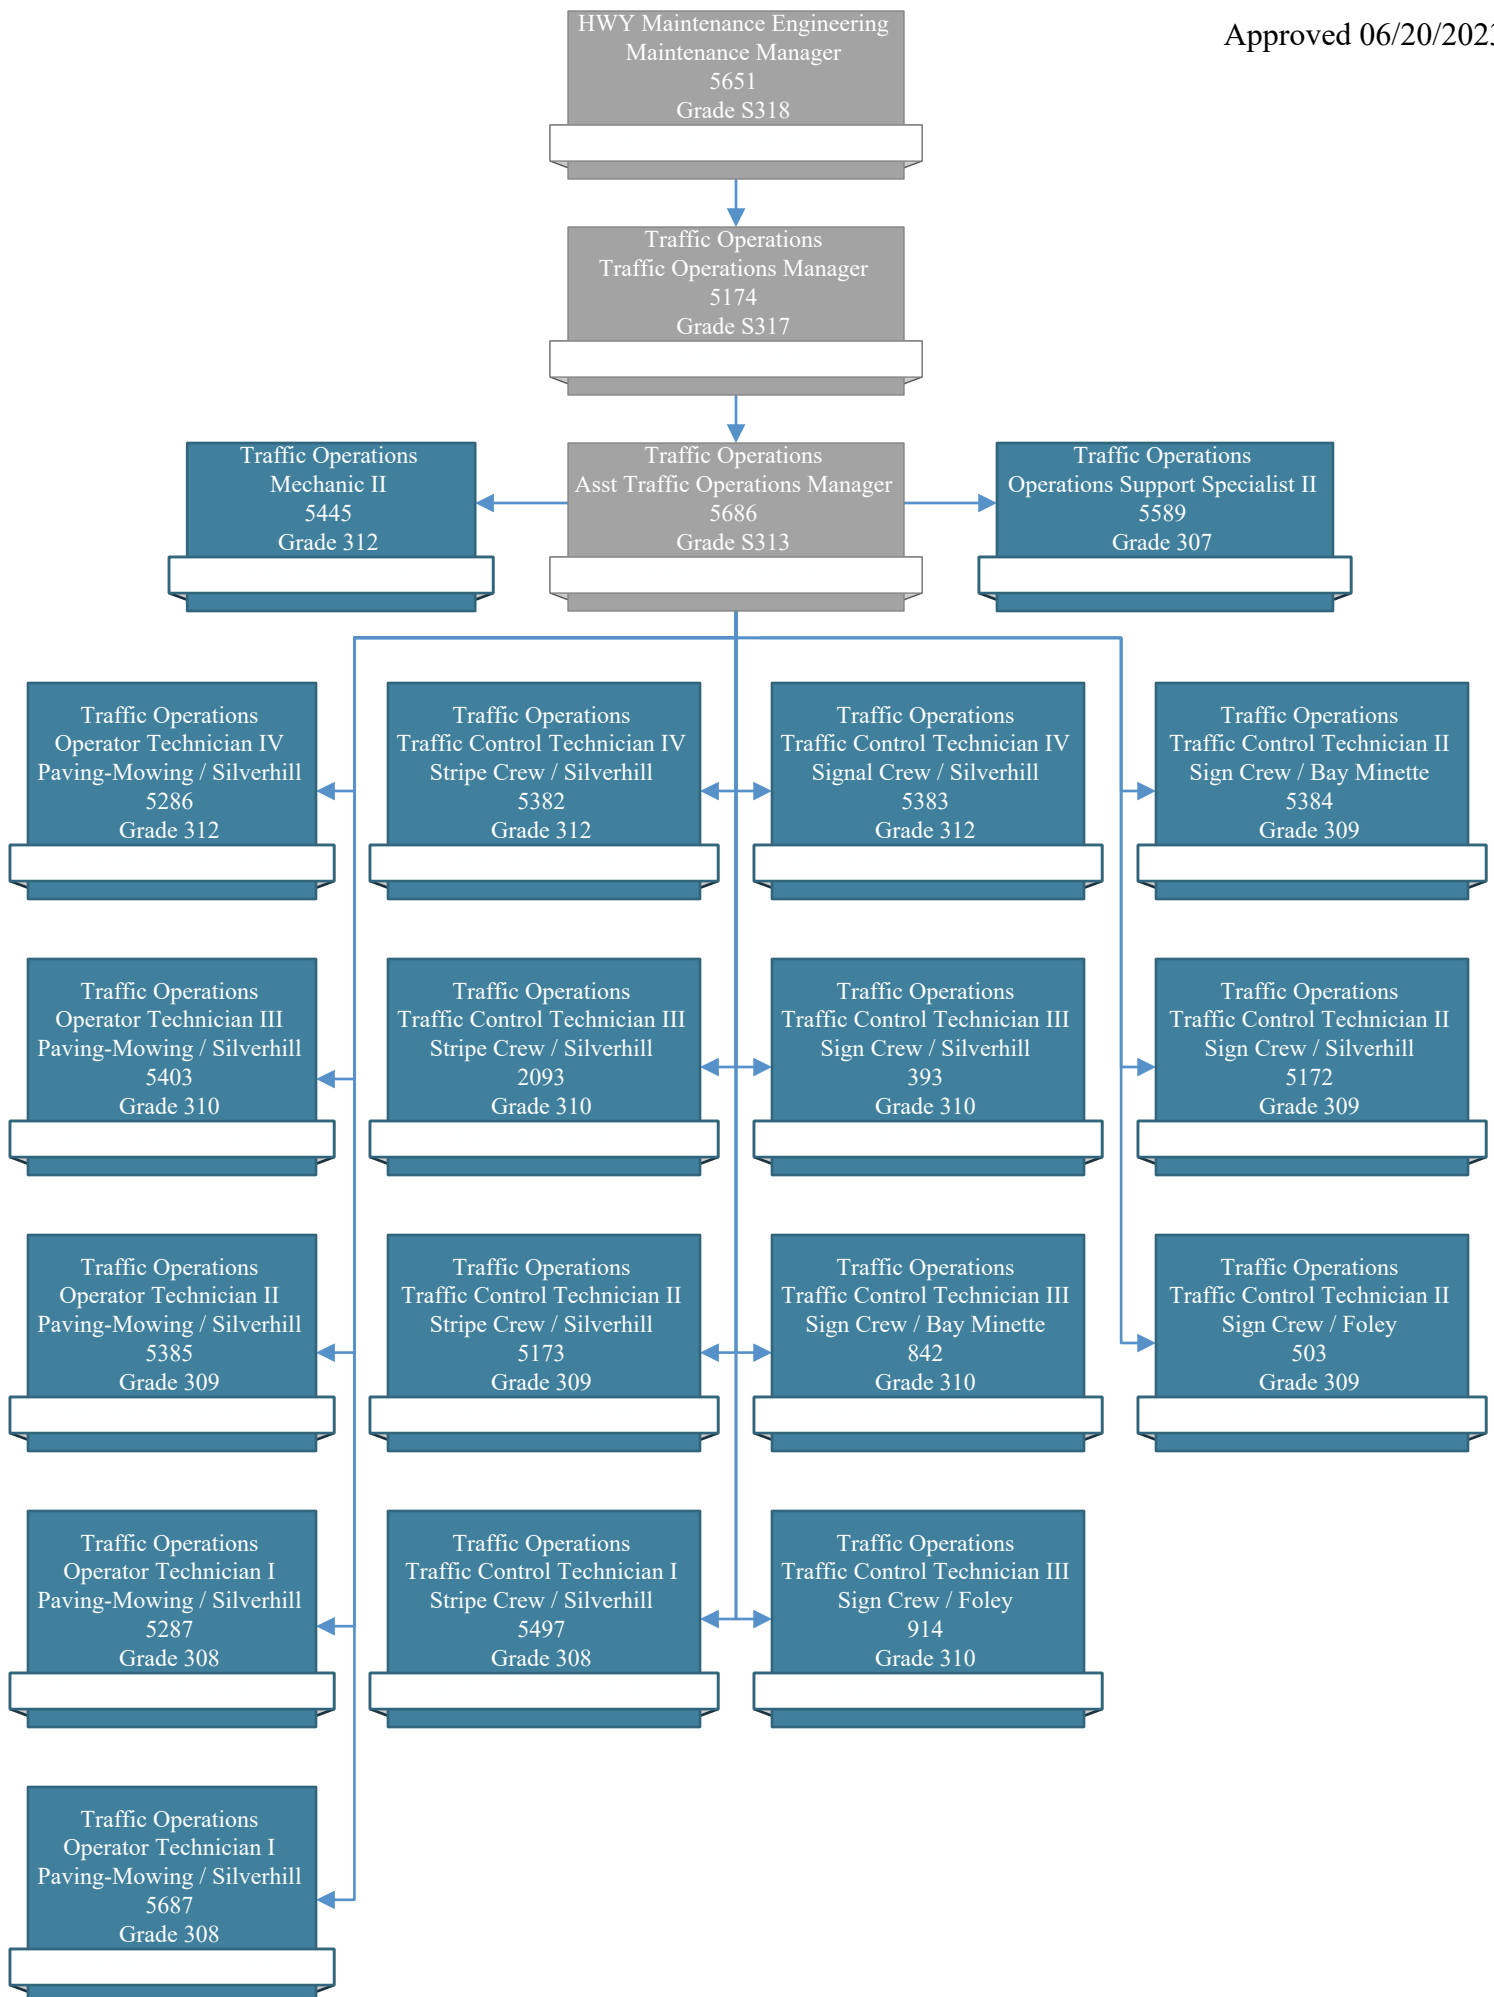 Approved 06/20/2023
HWY Maintenance Engineering
Maintenance Manager
5651
Grade S318
Traffic Operations
Traffic Operations Manager
5174
Grade S317
Traffic Operations
Mechanic II
5445
Grade 312
Traffic Operations
Asst Traffic Operations Manager
5686
Grade S313
Traffic Operations
Operations Support Specialist II
5589
Grade 307
Traffic Operations
Operator Technician IV
Paving-Mowing / Silverhill
5286
Grade 312
Traffic Operations
Traffic Control Technician IV
Stripe Crew / Silverhill
5382
Grade 312
Traffic Operations
Traffic Control Technician IV
Signal Crew / Silverhill
5383
Grade 312
Traffic Operations
Traffic Control Technician II
Sign Crew / Bay Minette
5384
Grade 309
Traffic Operations
Operator Technician III
Paving-Mowing / Silverhill
5403
Grade 310
Traffic Operations
Traffic Control Technician III
Stripe Crew / Silverhill
2093
Grade 310
Traffic Operations
Traffic Control Technician III
Sign Crew / Silverhill
393
Grade 310
Traffic Operations
Traffic Control Technician II
Sign Crew / Silverhill
5172
Grade 309
Traffic Operations
Operator Technician II
Paving-Mowing / Silverhill
5385
Grade 309
Traffic Operations
Traffic Control Technician II
Stripe Crew / Silverhill
5173
Grade 309
Traffic Operations
Traffic Control Technician III
Sign Crew / Bay Minette
842
Grade 310
Traffic Operations
Traffic Control Technician II
Sign Crew / Foley
503
Grade 309
Traffic Operations
Operator Technician I
Paving-Mowing / Silverhill
5287
Grade 308
Traffic Operations
Traffic Control Technician I
Stripe Crew / Silverhill
5497
Grade 308
Traffic Operations
Traffic Control Technician III
Sign Crew / Foley
914
Grade 310
Traffic Operations
Operator Technician I
Paving-Mowing / Silverhill
5687
Grade 308